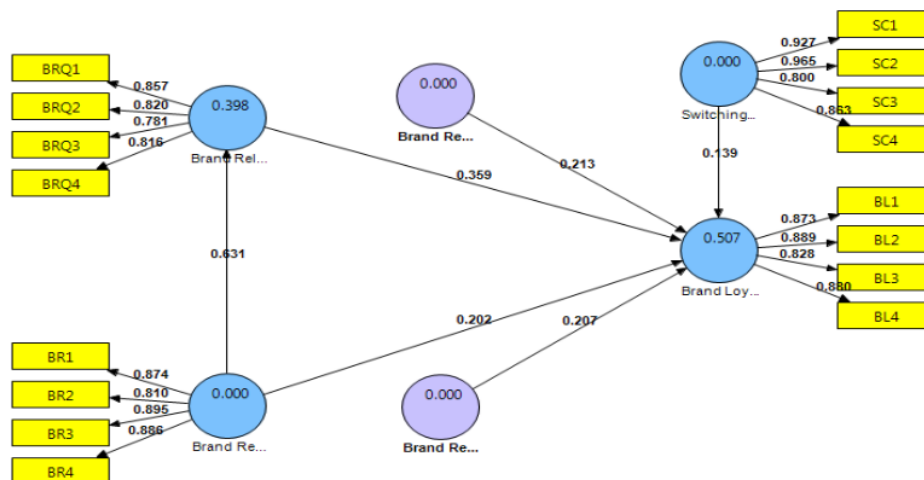 SC1
0.927
0.000
SC2
0.965
0.800
SC3
0.863
SC4
Switching...
0.139
BRQ1
0.857
BRQ2
0.820
0.781
BRQ3
0.816
BRQ4
0.398
Brand Rel...
0.000
Brand Re...
0.213
0.359
BL1
0.873
BL2
0.889
0.828
BL3
0.880
BL4
0.507
Brand Loy...
0.631
0.202
0.207
BR1
0.874
BR2
0.810
0.895
BR3
0.886
BR4
0.000
Brand Re...
0.000
Brand Re...